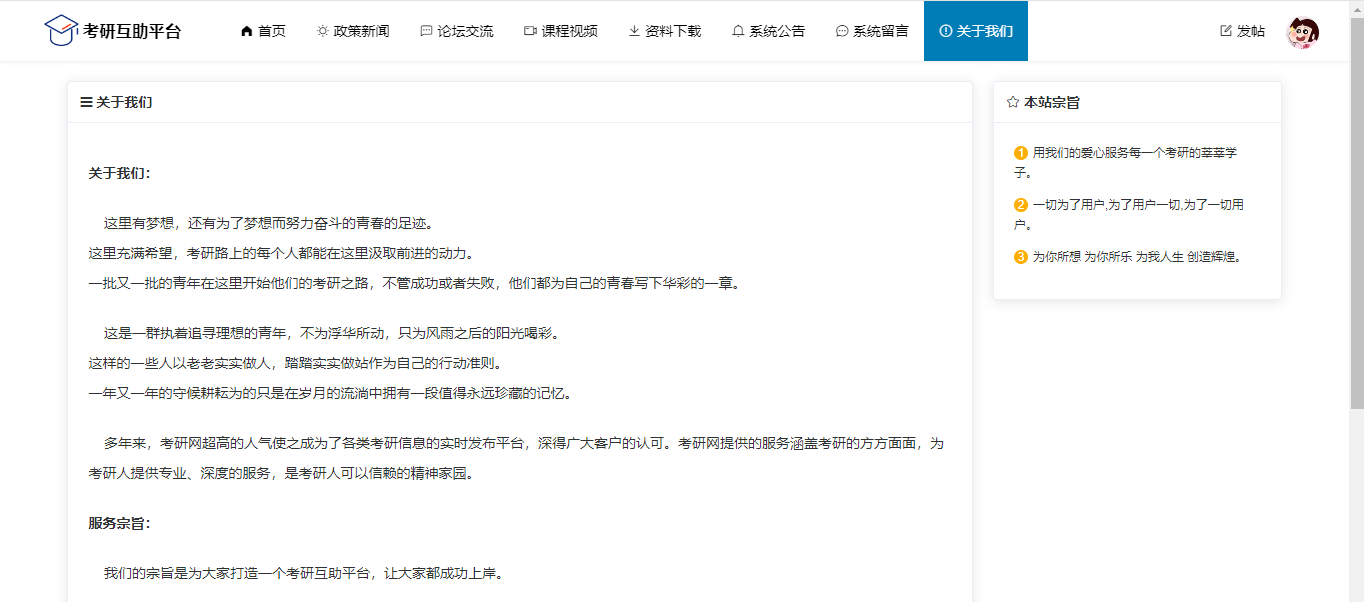 考研互助平台
首页 政策新闻 论坛交流 课程视频 资料下载 系统公告 系统留言 关于我们 发帖
关于我们
关于我们：
这里有梦想，还有为了梦想而努力奋斗的青春的足迹。
这里充满希望，考研路上的每个人都能在这里汲取前进的动力。
一批又一批的青年在这里开始他们的考研之路，不管成功或者失败，他们都为自己的青春写下华彩的一章。
这是一群执着追寻理想的青年，不为浮华所动，只为风雨之后的阳光喝彩。
这样的一些人以老老实实做人，踏踏实实做站作为自己的行动准则。
一年又一年的守候耕耘为的只是在岁月的流淌中拥有一段值得永远珍藏的记忆。
多年来，考研网超高的人气使之成为了各类考研信息的实时发布平台，深得广大客户的认可。考研网提供的服务涵盖考研的方方面面，为
考研人提供专业、深度的服务，是考研人可以信赖的精神家园。
服务宗旨：
我们的宗旨是为大家打造一个考研互助平台，让大家都成功上岸。
本站宗旨
1 用我们的爱心服务每一个考研的莘莘学
子。
2 一切为了用户,为了用户一切,为了一切用
户。
3 为你所想 为你所乐 为我人生 创造辉煌。